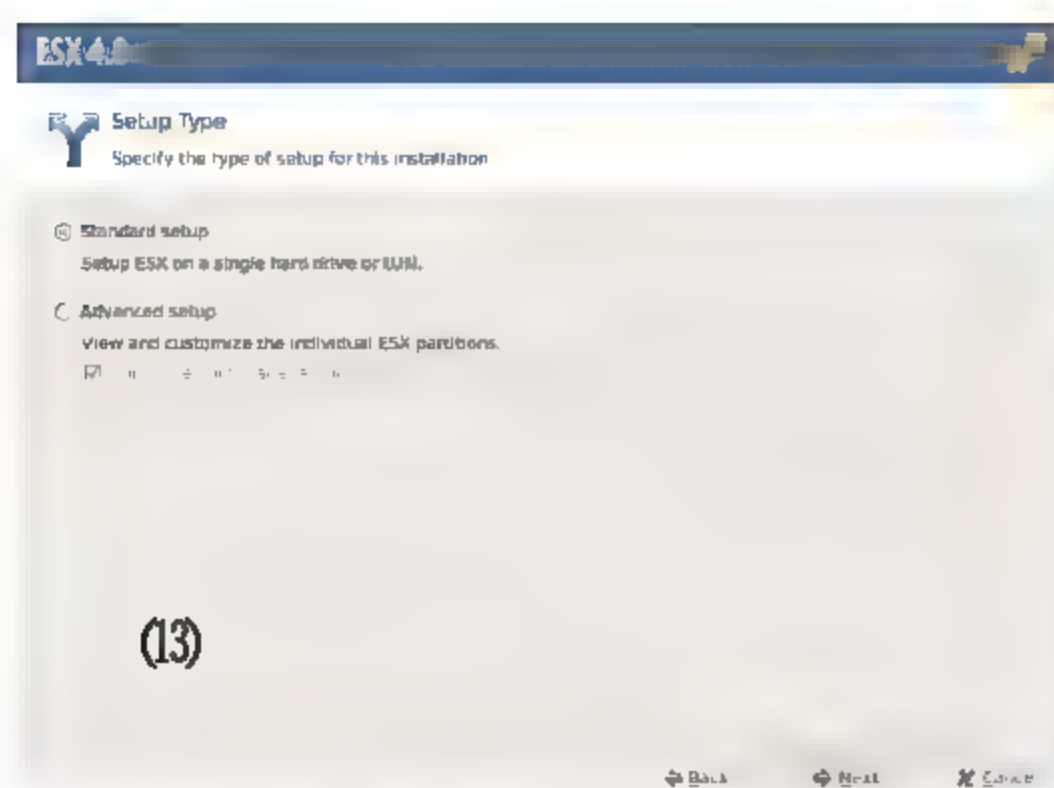 ESX 4.0
Setup Type
Specify the type of setup for this installation
Standard setup
Setup ESX on a single hard drive or LUN.
Advanced setup
View and customize the individual ESX partitions.
(13)
Back
Next
Cancel